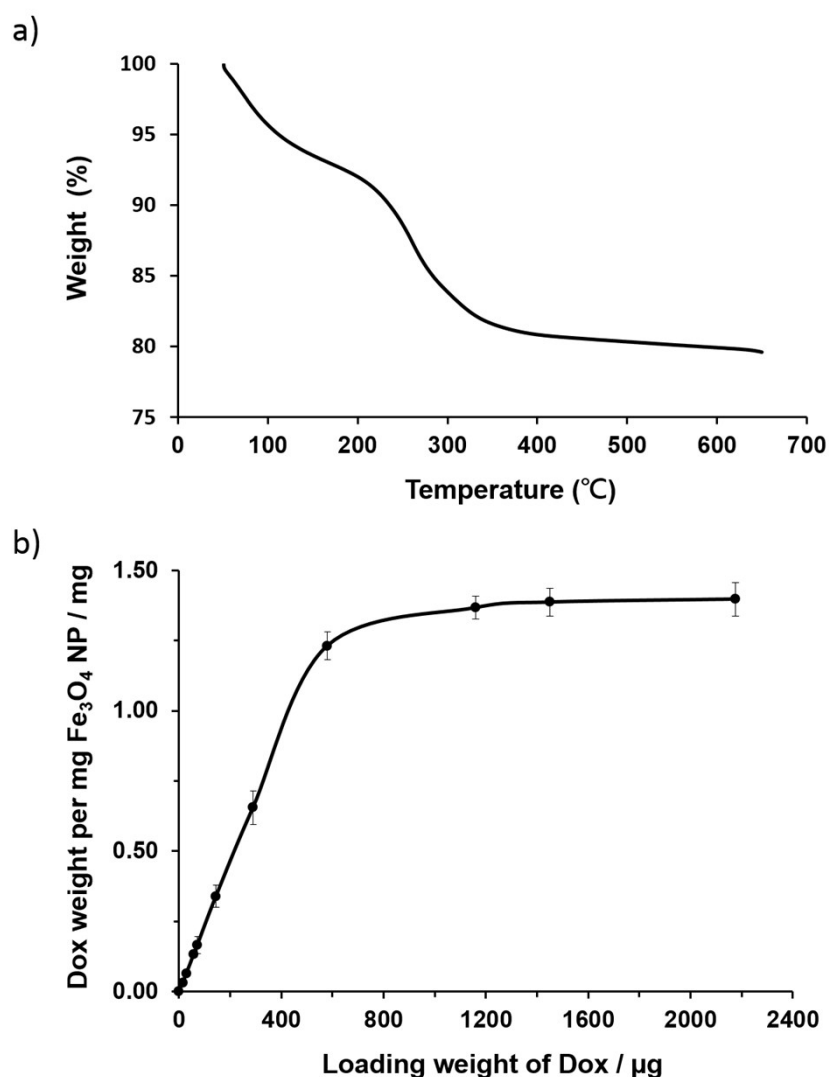 a)
100
95
90
85
80
75
Weight (%)
0 100 200 300 400 500 600 700
Temperature (℃)
b)
1.50
1.00
0.50
0.00
Dox weight per mg Fe₃O₄ NP / mg
0 400 800 1200 1600 2000 2400
Loading weight of Dox / µg